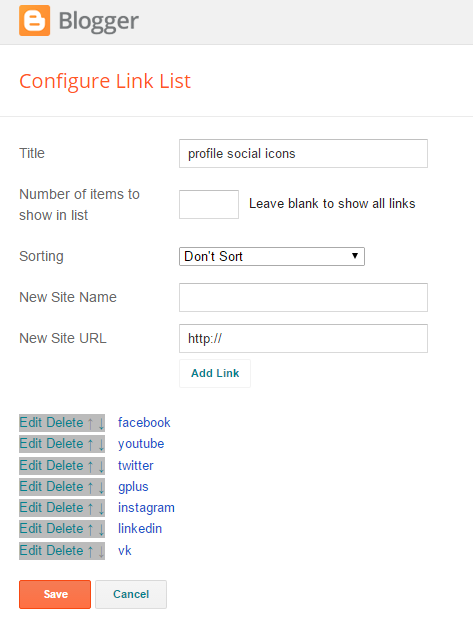 Blogger
Configure Link List
Title profile social icons
Number of items to
show in list Leave blank to show all links
Sorting Don't Sort
New Site Name
New Site URL http://
Add Link
Edit Delete ↑ ↓ facebook
Edit Delete ↑ ↓ youtube
Edit Delete ↑ ↓ twitter
Edit Delete ↑ ↓ gplus
Edit Delete ↑ ↓ instagram
Edit Delete ↑ ↓ linkedin
Edit Delete ↑ ↓ vk
Save Cancel